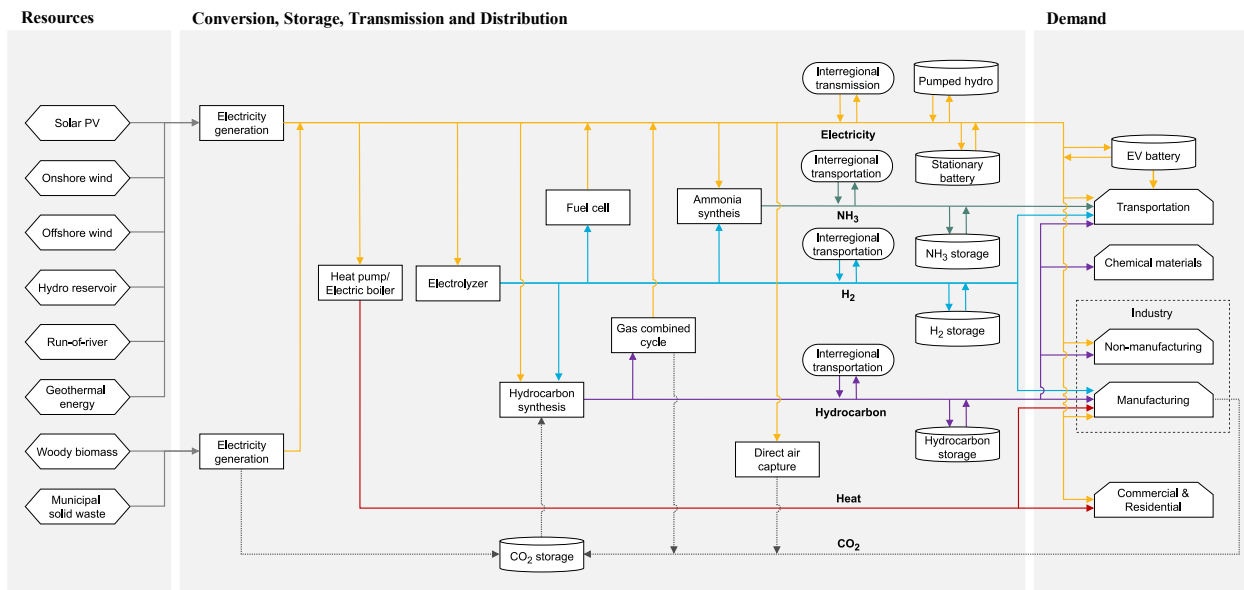 Resources
Conversion, Storage, Transmission and Distribution
Demand
Solar PV
Onshore wind
Offshore wind
Hydro reservoir
Run-of-river
Geothermal
energy
Woody biomass
Municipal
solid waste
Electricity
generation
Electricity
generation
Heat pump/
Electric boiler
Electrolyzer
Fuel cell
Ammonia
syntheis
Gas combined
cycle
Hydrocarbon
synthesis
Direct air
capture
CO2 storage
Interregional
transmission
Pumped hydro
Electricity
Stationary
battery
Interregional
transportation
NH3
NH3 storage
Interregional
transportation
H2
H2 storage
Interregional
transportation
Hydrocarbon
Hydrocarbon
storage
Heat
CO2
EV battery
Transportation
Chemical materials
Industry
Non-manufacturing
Manufacturing
Commercial &
Residential